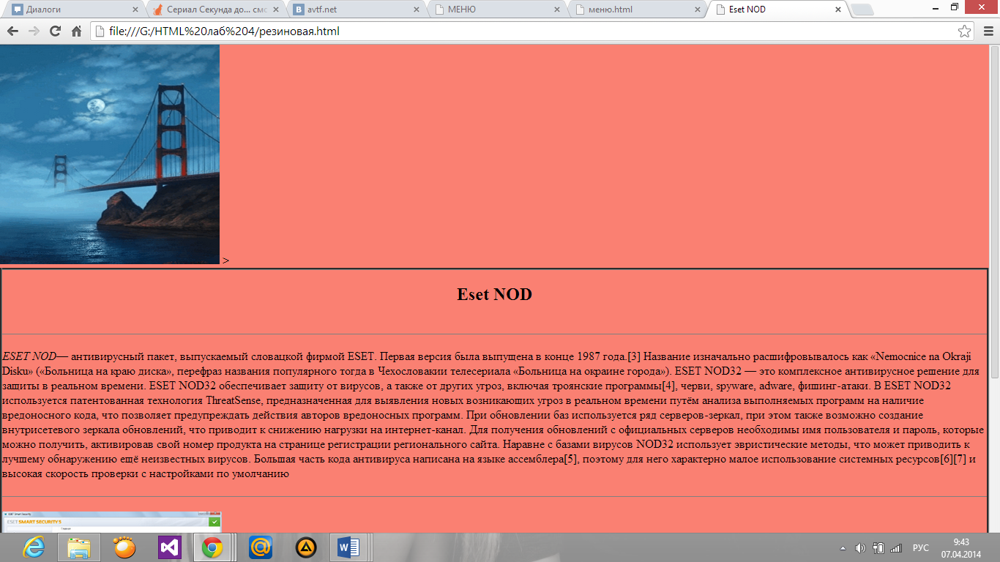 Диалоги
Сериал Секунда до... смо
avtf.net
МЕНЮ
меню.html
Eset NOD
file:///G:/HTML%20лаб%204/резиновая.html
>
Eset NOD
ESET NOD— антивирусный пакет, выпускаемый словацкой фирмой ESET. Первая версия была выпущена в конце 1987 года.[3] Название изначально расшифровывалось как «Nemocnice na Okraji
Disku» («Больница на краю диска», перефраз названия популярного тогда в Чехословакии телесериала «Больница на окраине города»). ESET NOD32 — это комплексное антивирусное решение для
защиты в реальном времени. ESET NOD32 обеспечивает защиту от вирусов, а также от других угроз, включая троянские программы[4], черви, spyware, adware, фишинг-атаки. В ESET NOD32
используется патентованная технология ThreatSense, предназначенная для выявления новых возникающих угроз в реальном времени путём анализа выполняемых программ на наличие
вредоносного кода, что позволяет предупреждать действия авторов вредоносных программ. При обновлении баз используется ряд серверов-зеркал, при этом также возможно создание
внутрисетевого зеркала обновлений, что приводит к снижению нагрузки на интернет-канал. Для получения обновлений с официальных серверов необходимы имя пользователя и пароль, которые
можно получить, активировав свой номер продукта на странице регистрации регионального сайта. Наравне с базами вирусов NOD32 использует эвристические методы, что может приводить к
лучшему обнаружению ещё неизвестных вирусов. Большая часть кода антивируса написана на языке ассемблера[5], поэтому для него характерно малое использование системных ресурсов[6][7] и
высокая скорость проверки с настройками по умолчанию
ESET Smart Security
ESET SMART SECURITY 5
Главная
РУС
9:43
07.04.2014